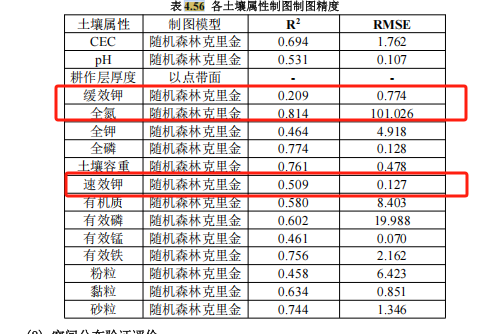 表 4.56 各土壤属性制图制图精度
土壤属性 制图模型 R² RMSE
CEC 随机森林克里金 0.694 1.762
pH 随机森林克里金 0.531 0.107
耕作层厚度 以点带面 - -
缓效钾 随机森林克里金 0.209 0.774
全氮 随机森林克里金 0.814 101.026
全钾 随机森林克里金 0.464 4.918
全磷 随机森林克里金 0.774 0.128
土壤容重 随机森林克里金 0.761 0.478
速效钾 随机森林克里金 0.509 0.127
有机质 随机森林克里金 0.580 8.403
有效磷 随机森林克里金 0.602 19.988
有效锰 随机森林克里金 0.461 0.070
有效铁 随机森林克里金 0.756 2.162
粉粒 随机森林克里金 0.458 6.423
黏粒 随机森林克里金 0.634 0.851
砂粒 随机森林克里金 0.744 1.346